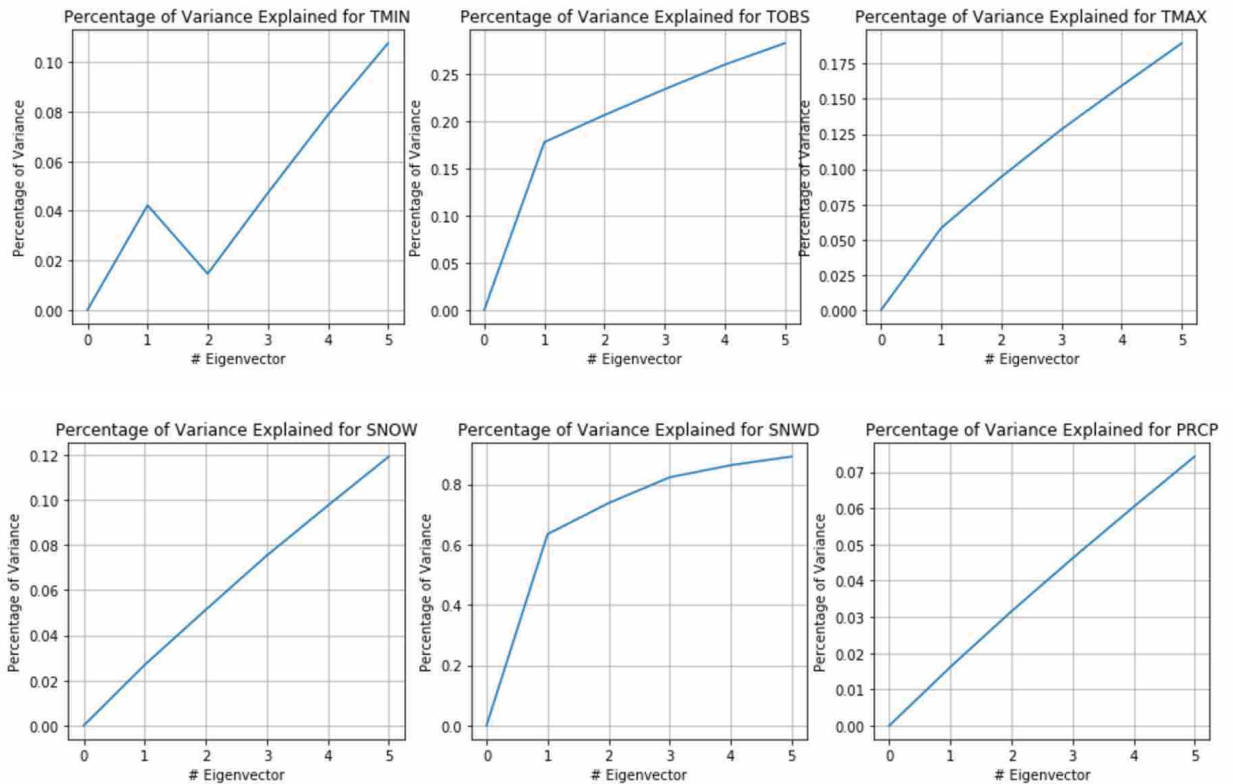 Percentage of Variance Explained for TMIN
Percentage of Variance Explained for TOBS
Percentage of Variance Explained for TMAX
Percentage of Variance
0.10
0.08
0.06
0.04
0.02
0.00
0 1 2 3 4 5
# Eigenvector
Percentage of Variance
0.25
0.20
0.15
0.10
0.05
0.00
0 1 2 3 4 5
# Eigenvector
Percentage of Variance
0.175
0.150
0.125
0.100
0.075
0.050
0.025
0.000
0 1 2 3 4 5
# Eigenvector
Percentage of Variance Explained for SNOW
Percentage of Variance Explained for SNWD
Percentage of Variance Explained for PRCP
Percentage of Variance
0.12
0.10
0.08
0.06
0.04
0.02
0.00
0 1 2 3 4 5
# Eigenvector
Percentage of Variance
0.8
0.6
0.4
0.2
0.0
0 1 2 3 4 5
# Eigenvector
Percentage of Variance
0.07
0.06
0.05
0.04
0.03
0.02
0.01
0.00
0 1 2 3 4 5
# Eigenvector